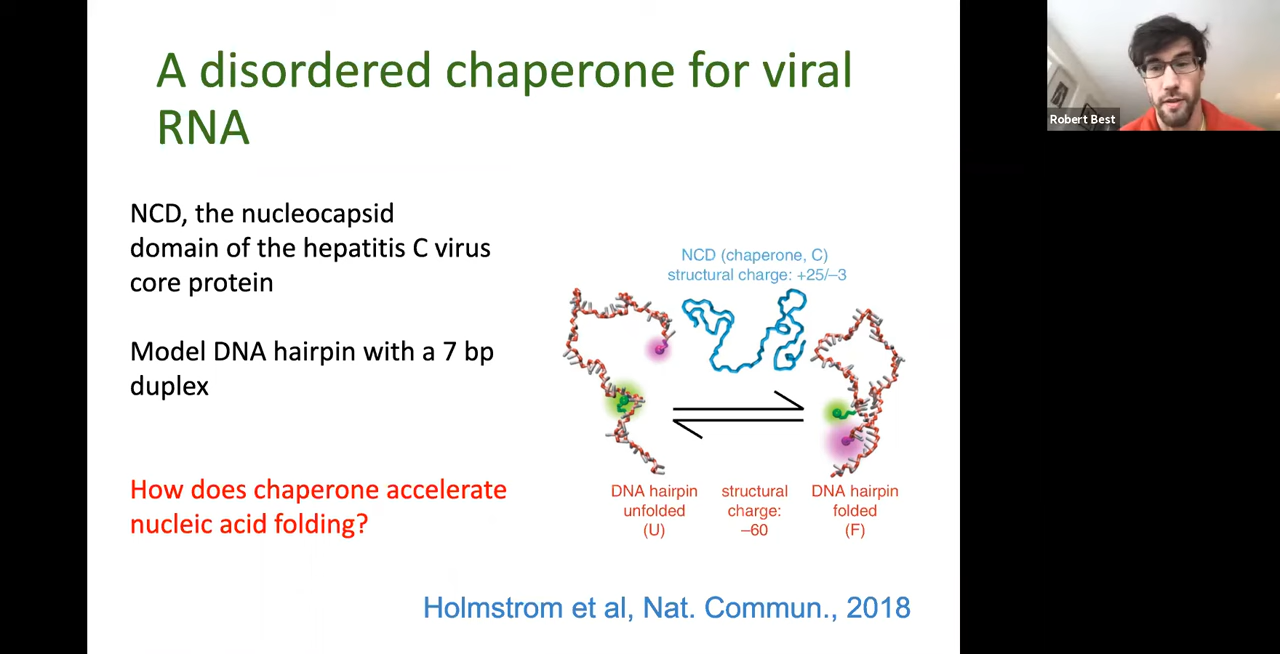 A disordered chaperone for viral
RNA
NCD, the nucleocapsid
domain of the hepatitis C virus
core protein
Model DNA hairpin with a 7 bp
duplex
How does chaperone accelerate
nucleic acid folding?
NCD (chaperone, C)
structural charge: +25/–3
DNA hairpin
unfolded
(U)
structural
charge:
–60
DNA hairpin
folded
(F)
Holmstrom et al, Nat. Commun., 2018
Robert Best